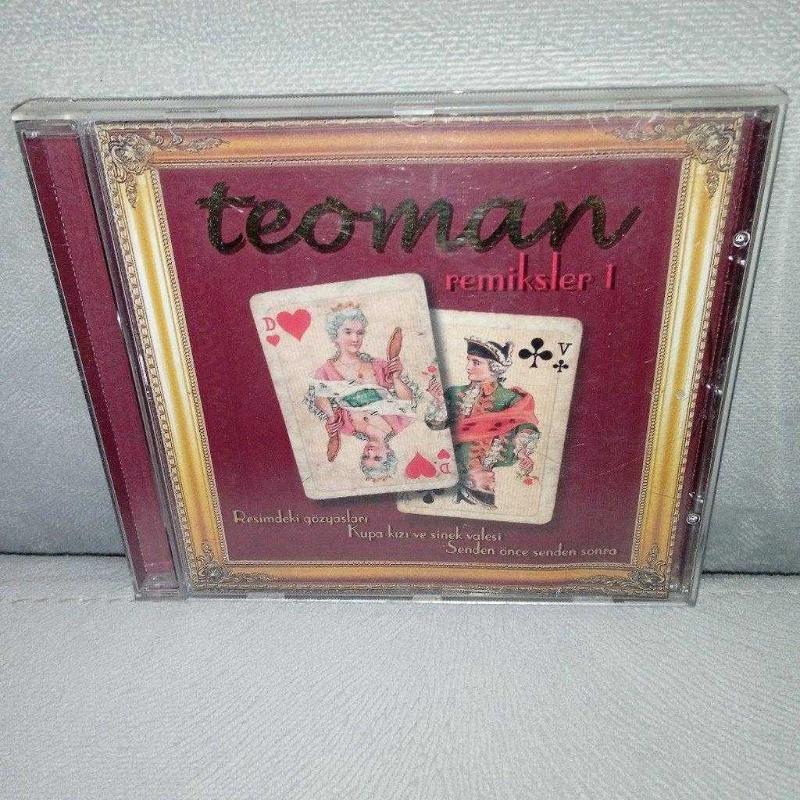 teoman
remiksler 1
D
V
D
Resimdeki gözyaşları
Kupa kızı ve sinek valesi
Senden önce senden sonra